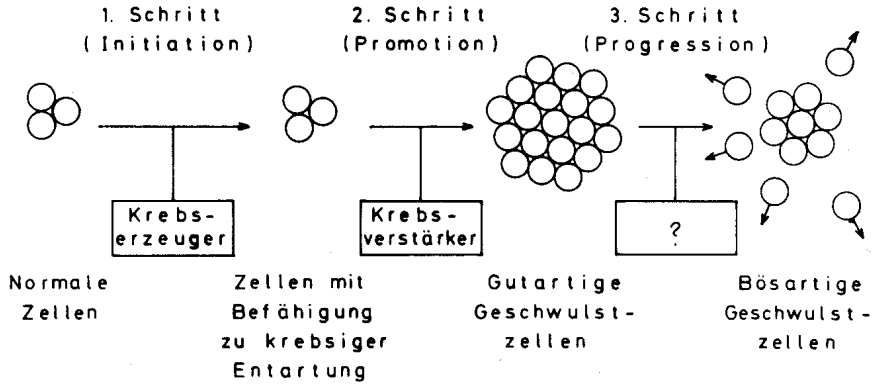 1. Schritt
(Initiation)
2. Schritt
(Promotion)
3. Schritt
(Progression)
Krebs-
erzeuger
Krebs-
verstärker
?
Normale
Zellen
Zellen mit
Befähigung
zu krebsiger
Entartung
Gutartige
Geschwulst-
zellen
Bösartige
Geschwulst-
zellen